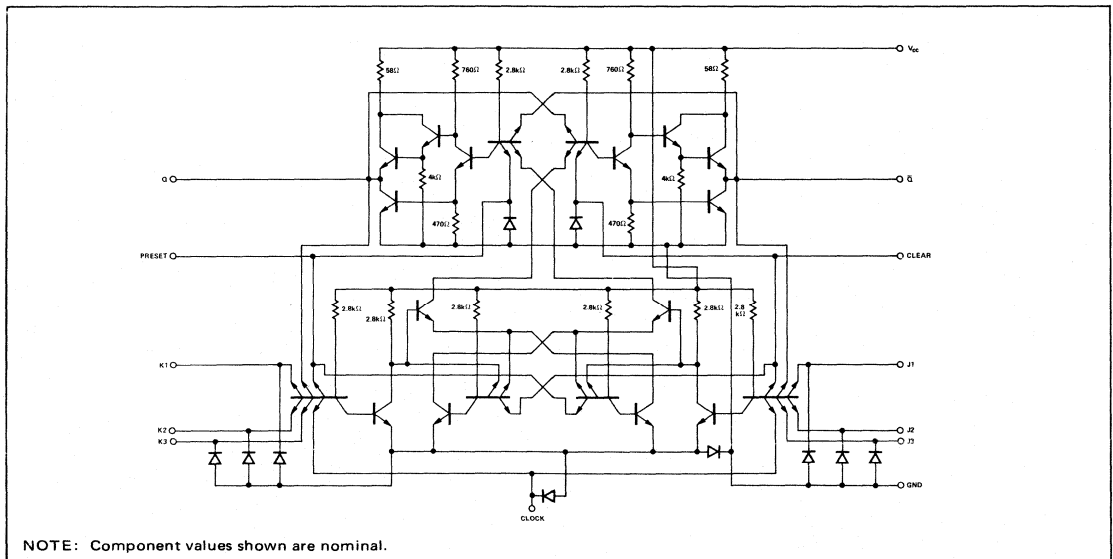 Vcc
58Ω 760Ω 2.8kΩ 2.8kΩ 760Ω 58Ω
4kΩ 4kΩ
Q Q̄
470Ω 470Ω
PRESET CLEAR
2.8kΩ 2.8kΩ 2.8kΩ 2.8kΩ 2.8kΩ 2.8
kΩ
K1 J1
K2 J2
K3 J3
GND
CLOCK
NOTE: Component values shown are nominal.